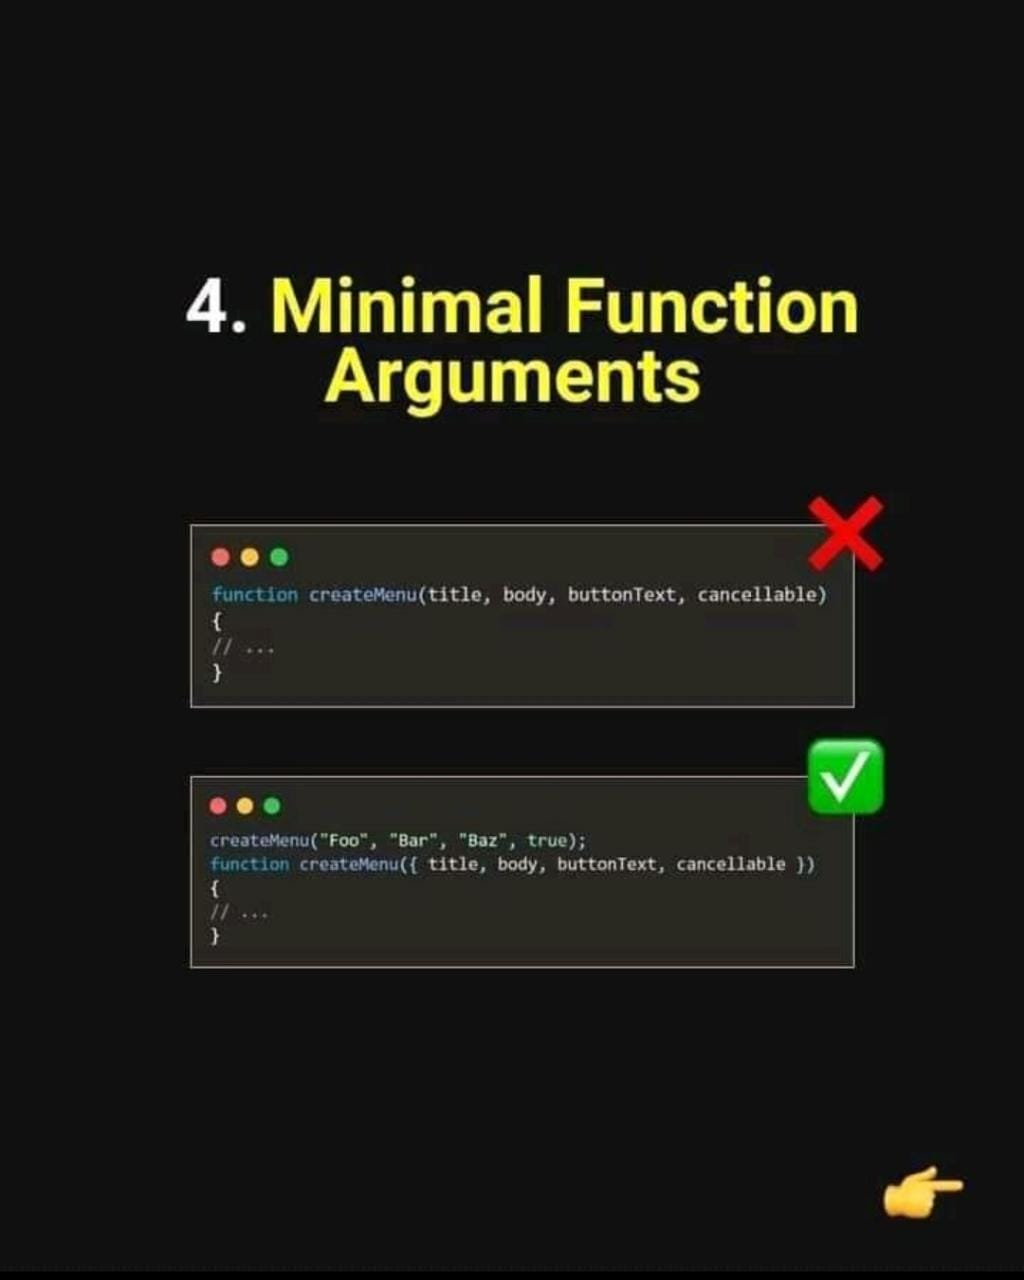 4. Minimal Function
Arguments
function createMenu(title, body, buttonText, cancellable)
{
// ...
}
createMenu("Foo", "Bar", "Baz", true);
function createMenu({ title, body, buttonText, cancellable })
{
// ...
}